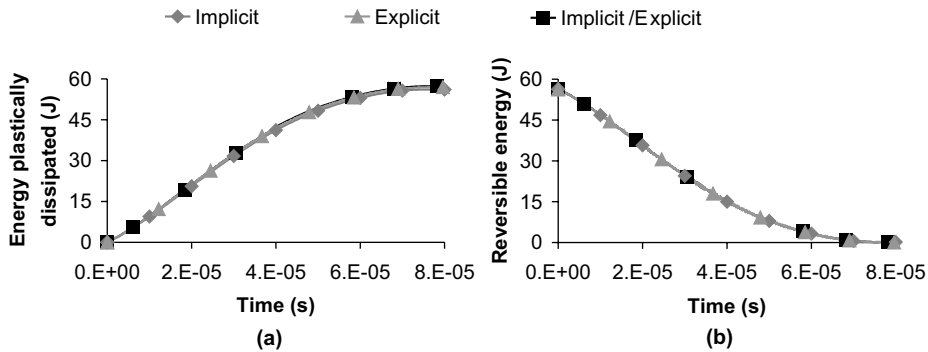 Implicit Explicit Implicit /Explicit
Energy plastically
dissipated (J)
60
45
30
15
0
0.E+00 2.E-05 4.E-05 6.E-05 8.E-05
Time (s)
(a)
Reversible energy (J)
60
45
30
15
0
0.E+00 2.E-05 4.E-05 6.E-05 8.E-05
Time (s)
(b)